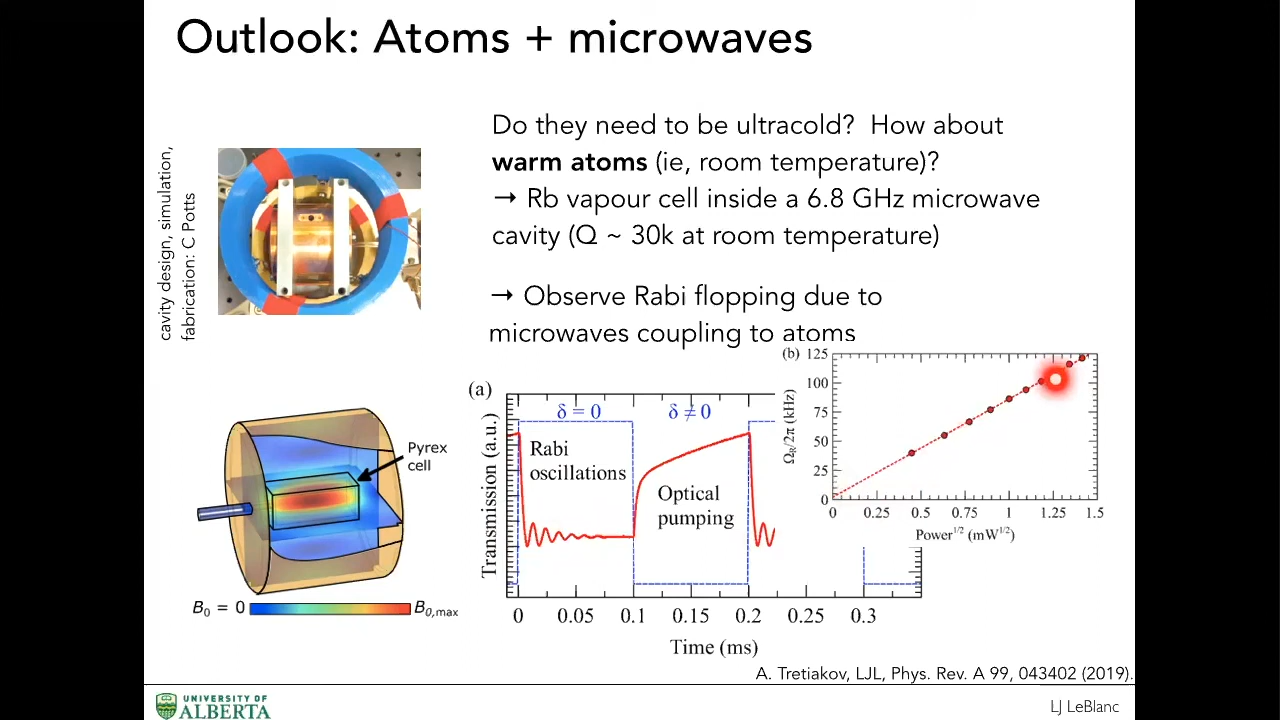 Outlook: Atoms + microwaves
cavity design, simulation,
fabrication: C Potts
Do they need to be ultracold? How about
warm atoms (ie, room temperature)?
→ Rb vapour cell inside a 6.8 GHz microwave
cavity (Q ~ 30k at room temperature)
→ Observe Rabi flopping due to
microwaves coupling to atoms
Pyrex
cell
B₀ = 0
B₀,max
(a)
Transmission (a.u.)
δ = 0
δ ≠ 0
Rabi
oscillations
Optical
pumping
0 0.05 0.1 0.15 0.2 0.25 0.3
Time (ms)
(b)
Ω_R/2π (kHz)
125
100
75
50
25
0
0 0.25 0.5 0.75 1 1.25 1.5
Power^1/2 (mW^1/2)
A. Tretiakov, LJL, Phys. Rev. A 99, 043402 (2019).
UNIVERSITY OF
ALBERTA
LJ LeBlanc